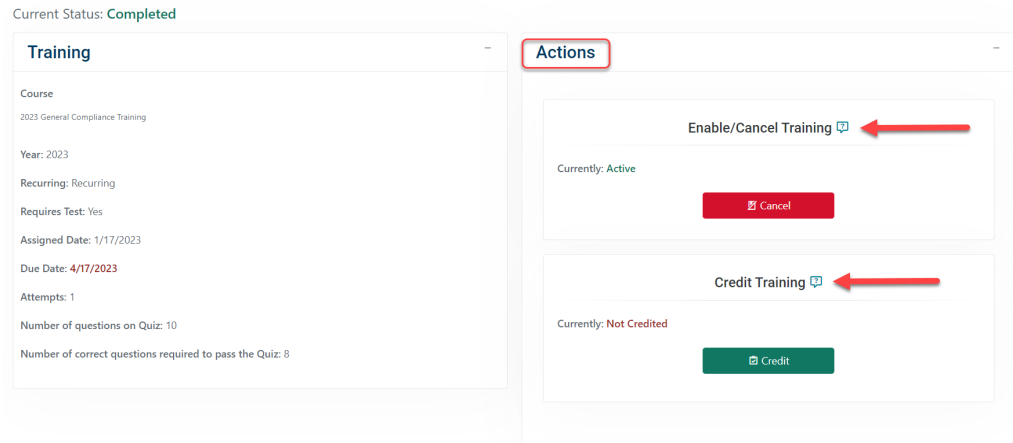 Current Status: Completed
Training
Course
2023 General Compliance Training
Year: 2023
Recurring: Recurring
Requires Test: Yes
Assigned Date: 1/17/2023
Due Date: 4/17/2023
Attempts: 1
Number of questions on Quiz: 10
Number of correct questions required to pass the Quiz: 8
Actions
Enable/Cancel Training
Currently: Active
Cancel
Credit Training
Currently: Not Credited
Credit